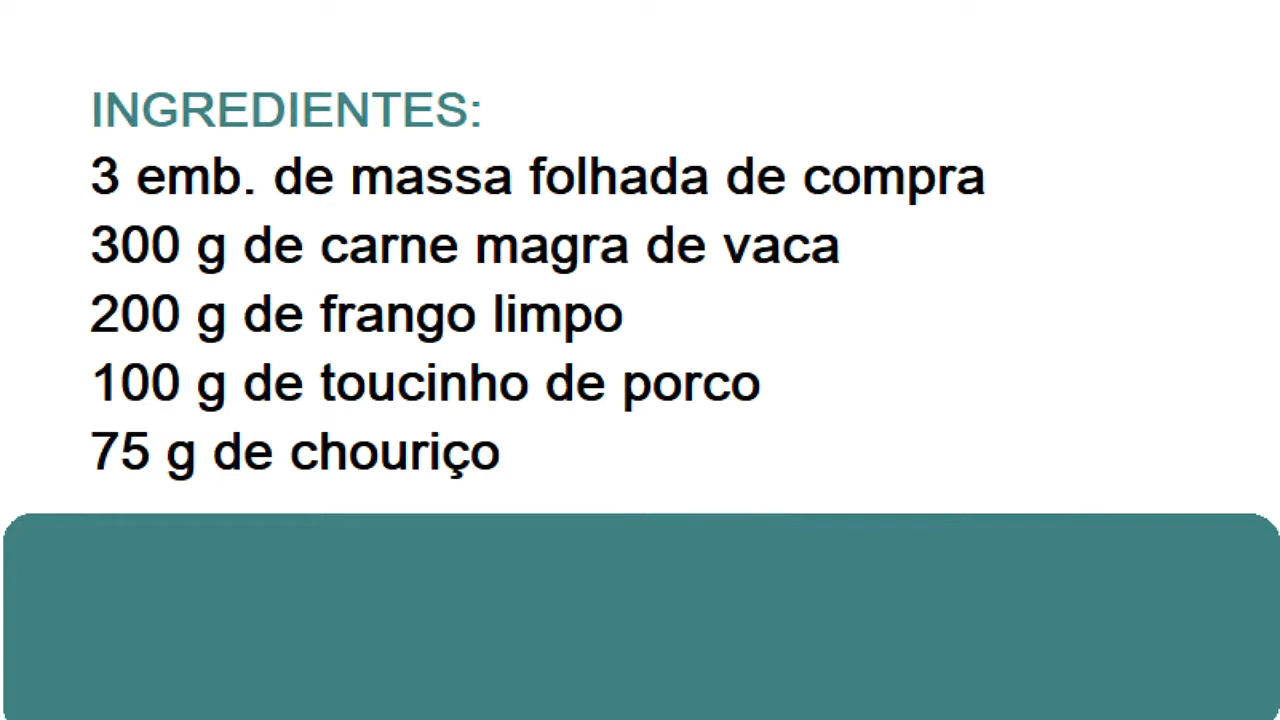 INGREDIENTES:
3 emb. de massa folhada de compra
300 g de carne magra de vaca
200 g de frango limpo
100 g de toucinho de porco
75 g de chouriço